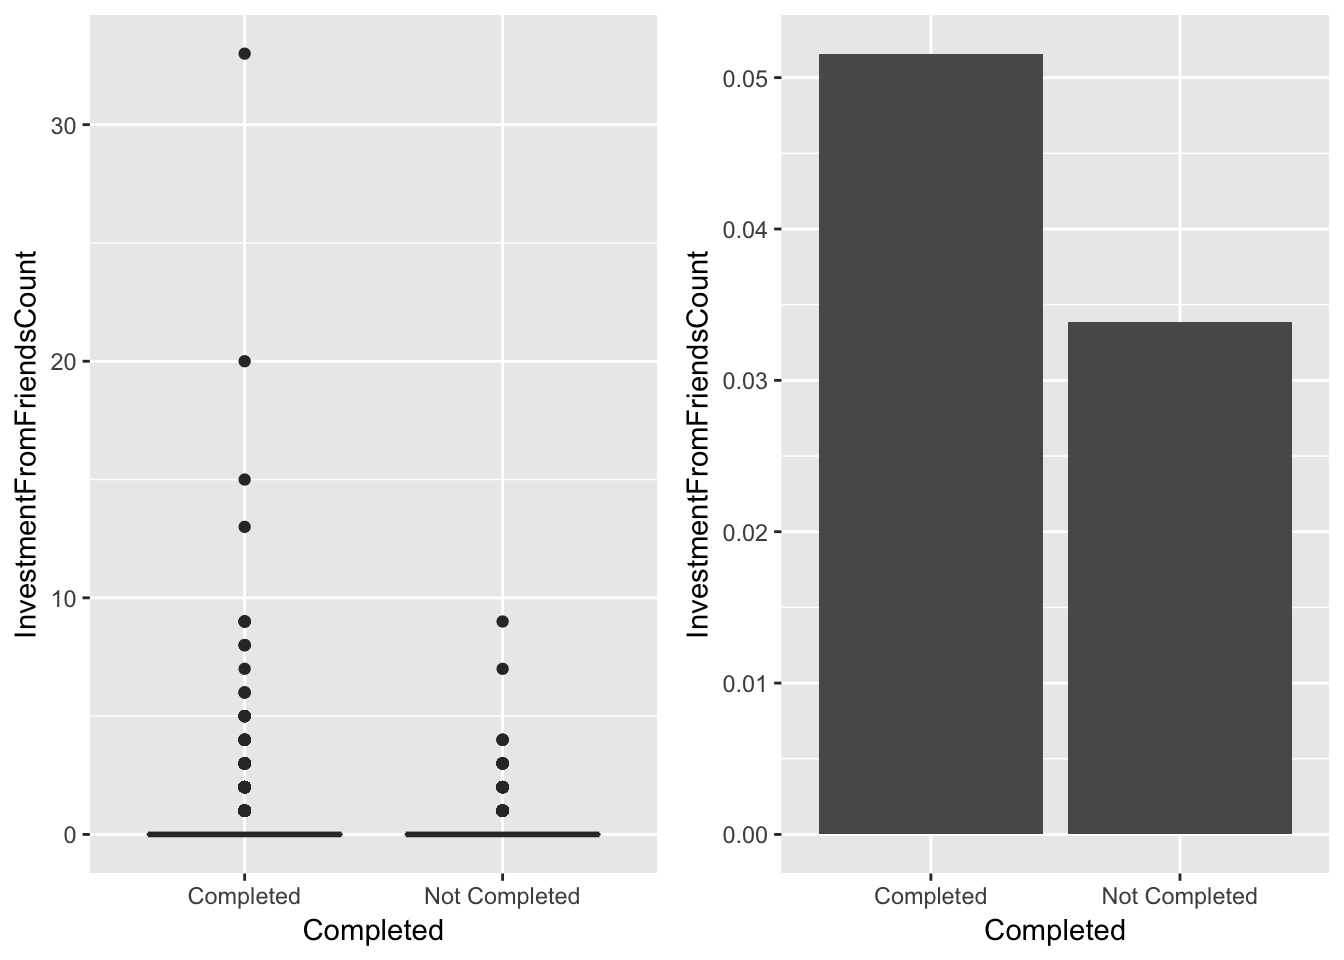 InvestmentFromFriendsCount
30
20
10
0
Completed
Not Completed
Completed
InvestmentFromFriendsCount
0.05
0.04
0.03
0.02
0.01
0.00
Completed
Not Completed
Completed